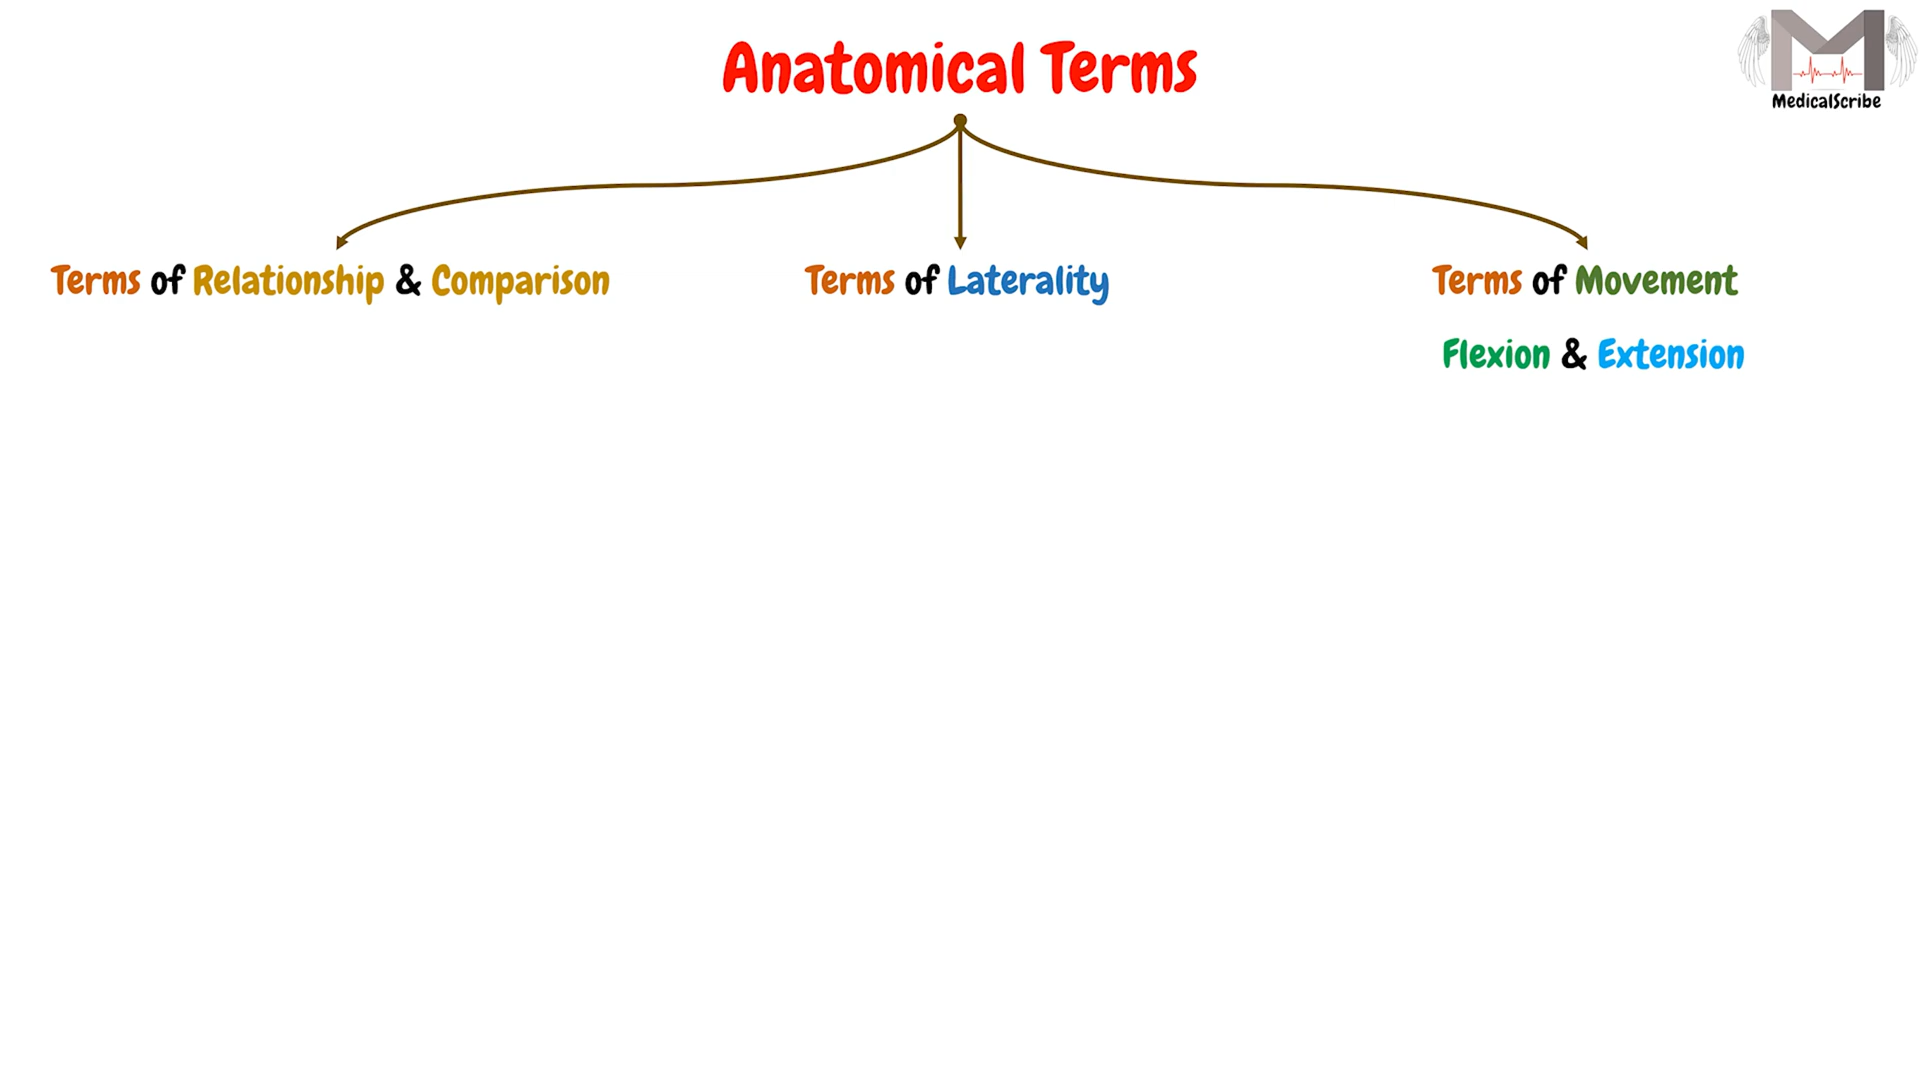 Anatomical Terms
MedicalScribe
Terms of Relationship & Comparison
Terms of Laterality
Terms of Movement
Flexion & Extension